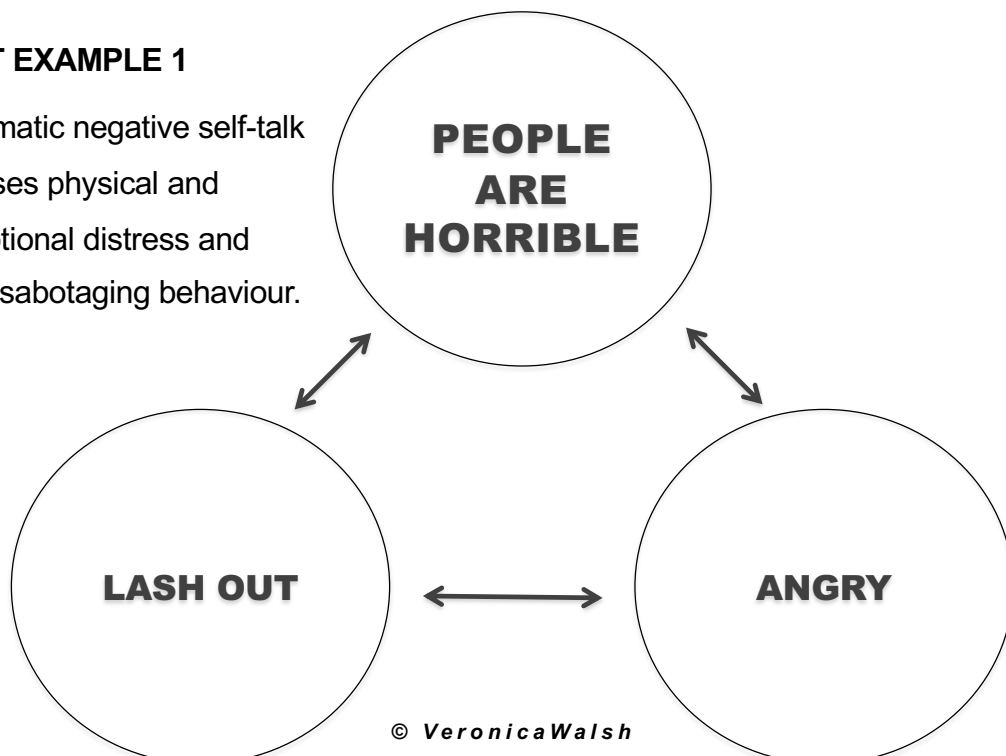 T EXAMPLE 1
matic negative self-talk
ses physical and
tional distress and
sabotaging behaviour.
PEOPLE
ARE
HORRIBLE
LASH OUT
ANGRY
© VeronicaWalsh